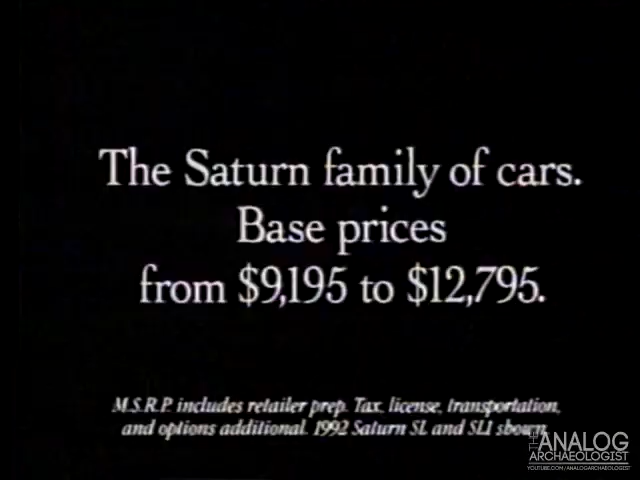 The Saturn family of cars.
Base prices
from $9,195 to $12,795.
M.S.R.P. includes retailer prep. Tax, license, transportation,
and options additional. 1992 Saturn SL and SL1 shown.
THE ANALOG
ARCHAEOLOGIST
YOUTUBE.COM/ANALOGARCHAEOLOGIST